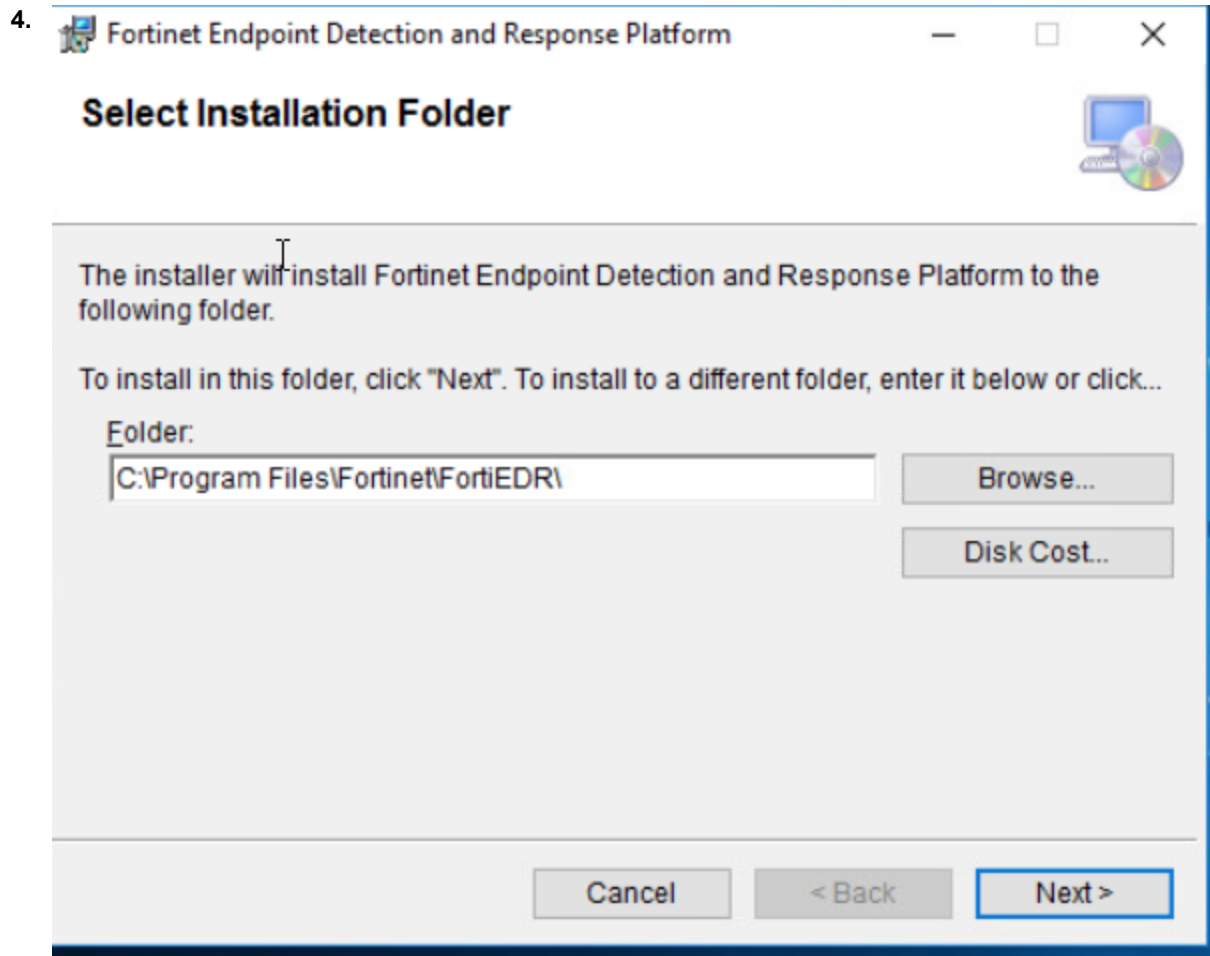 4.
Fortinet Endpoint Detection and Response Platform
Select Installation Folder
The installer will install Fortinet Endpoint Detection and Response Platform to the
following folder.
To install in this folder, click "Next". To install to a different folder, enter it below or click...
Folder:
C:\Program Files\Fortinet\FortiEDR\
Browse...
Disk Cost...
Cancel
< Back
Next >